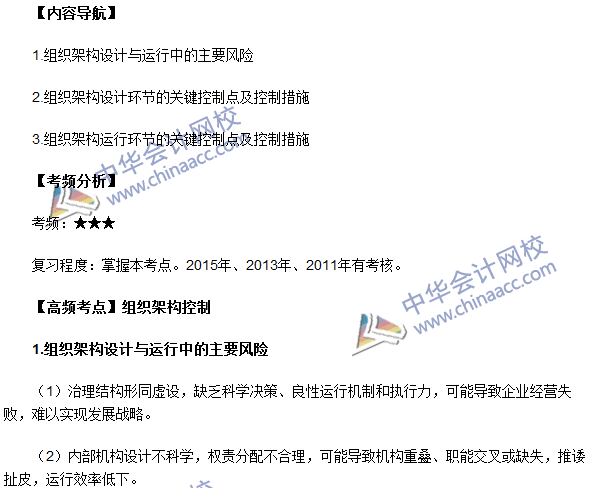 【内容导航】
1.组织架构设计与运行中的主要风险
2.组织架构设计环节的关键控制点及控制措施
3.组织架构运行环节的关键控制点及控制措施
中华会计网校
www.chinaacc.com
【考频分析】
考频：★★★
复习程度：掌握本考点。2015年、2013年、2011年有考核。
中华会计网校
www.chinaacc.com
【高频考点】组织架构控制
1.组织架构设计与运行中的主要风险
（1）治理结构形同虚设，缺乏科学决策、良性运行机制和执行力，可能导致企业经营失
败，难以实现发展战略。
（2）内部机构设计不科学，权责分配不合理，可能导致机构重叠、职能交叉或缺失，推诿
扯皮，运行效率低下。